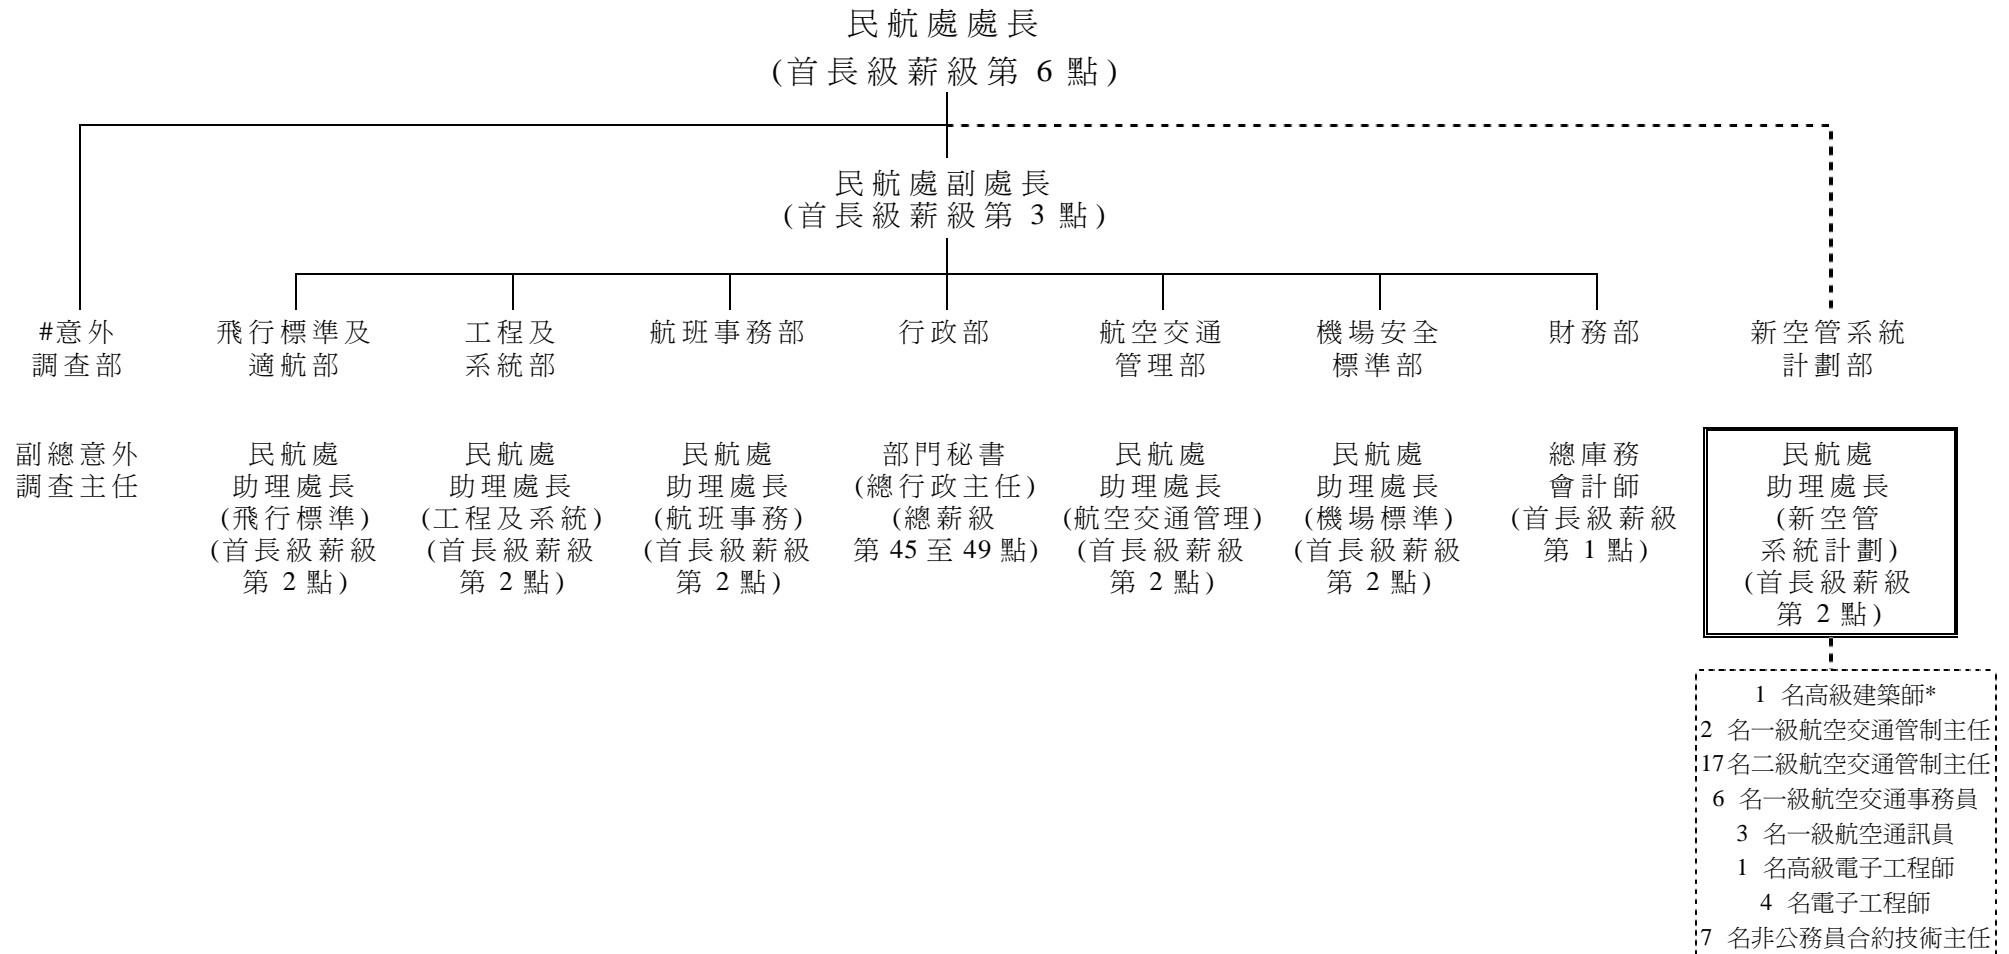 民航處處長
(首長級薪級第 6 點)
民航處副處長
(首長級薪級第 3 點)
#意外
調查部
副總意外
調查主任
飛行標準及
適航部
民航處
助理處長
(飛行標準)
(首長級薪級
第 2 點)
工程及
系統部
民航處
助理處長
(工程及系統)
(首長級薪級
第 2 點)
航班事務部
民航處
助理處長
(航班事務)
(首長級薪級
第 2 點)
行政部
部門秘書
(總行政主任)
(總薪級
第 45 至 49 點)
航空交通
管理部
民航處
助理處長
(航空交通管理)
(首長級薪級
第 2 點)
機場安全
標準部
民航處
助理處長
(機場標準)
(首長級薪級
第 2 點)
財務部
總庫務
會計師
(首長級薪級
第 1 點)
新空管系統
計劃部
民航處
助理處長
(新空管
系統計劃)
(首長級薪級
第 2 點)
1 名高級建築師*
2 名一級航空交通管制主任
17 名二級航空交通管制主任
6 名一級航空交通事務員
3 名一級航空通訊員
1 名高級電子工程師
4 名電子工程師
7 名非公務員合約技術主任